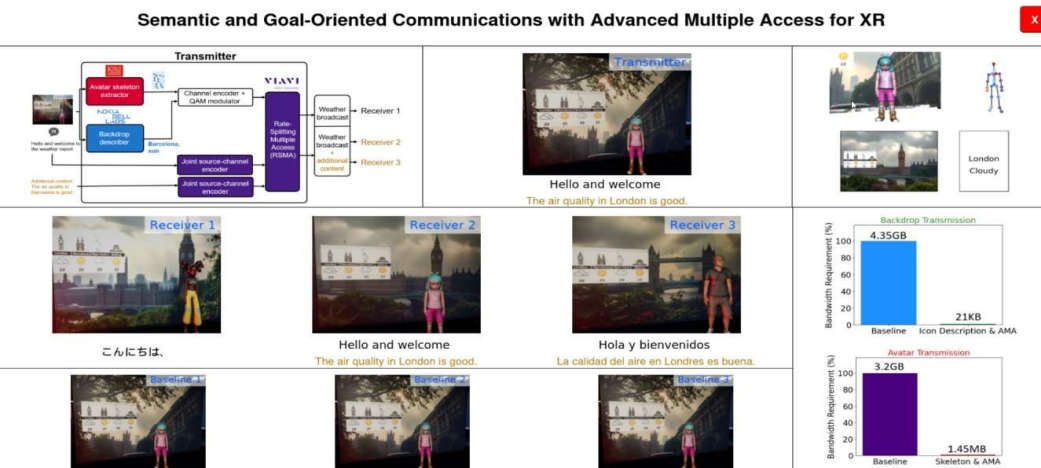 Semantic and Goal-Oriented Communications with Advanced Multiple Access for XR
X
Transmitter
Avatar skeleton
extractor
NOKIA
BELL
LABS
Backdrop
describer
Barcelona,
sun
Hello and welcome to
the weather report.
Additional content:
The air quality in
Barcelona is good.
Channel encoder +
QAM modulator
Joint source-channel
encoder
Joint source-channel
encoder
VIAVI
Rate-
Splitting
Multiple
Access
(RSMA)
Weather
broadcast
Weather
broadcast
+
additional
content
Receiver 1
Receiver 2
Receiver 3
Transmitter
Hello and welcome
The air quality in London is good.
London
Cloudy
Receiver 1
こんにちは、
Receiver 2
Hello and welcome
The air quality in London is good.
Receiver 3
Hola y bienvenidos
La calidad del aire en Londres es buena.
Baseline 1
Baseline 2
Baseline 3
Backdrop Transmission
Bandwidth Requirement (%)
100
80
60
40
20
0
4.35GB
21KB
Baseline
Icon Description & AMA
Avatar Transmission
Bandwidth Requirement (%)
100
80
60
40
20
0
3.2GB
1.45MB
Baseline
Skeleton & AMA